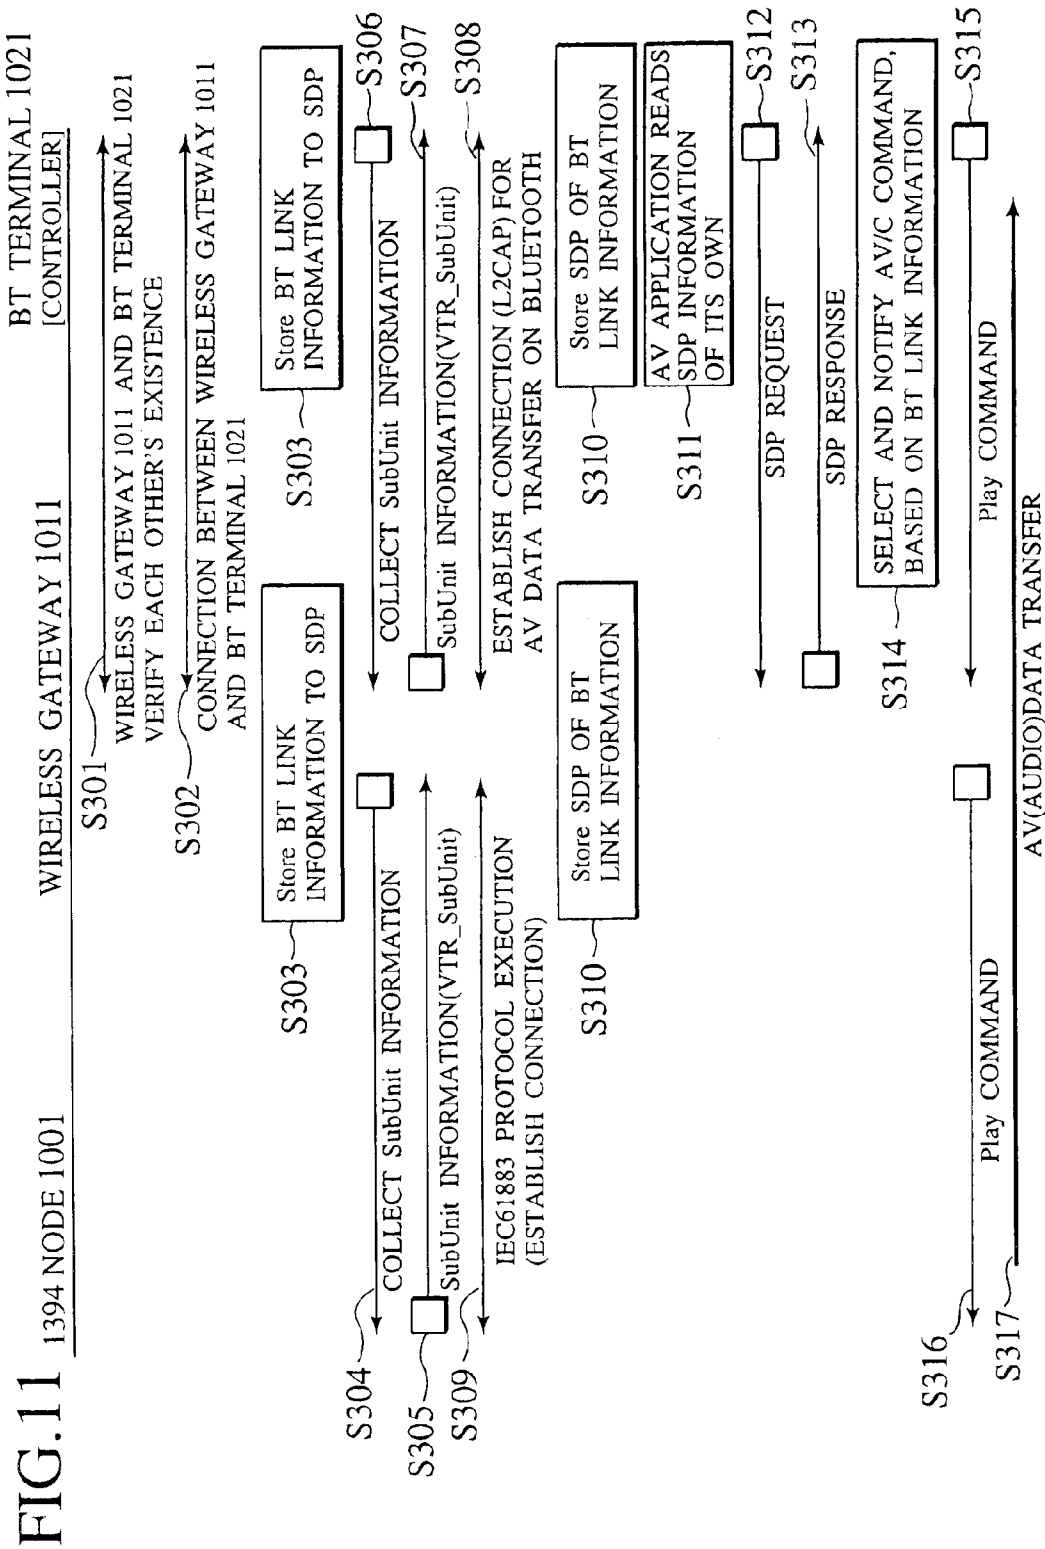 FIG.11
1394 NODE 1001
WIRELESS GATEWAY 1011
BT TERMINAL 1021
[CONTROLLER]
S301
WIRELESS GATEWAY 1011 AND BT TERMINAL 1021
VERIFY EACH OTHER'S EXISTENCE
S302
CONNECTION BETWEEN WIRELESS GATEWAY 1011
AND BT TERMINAL 1021
S303
Store BT LINK
INFORMATION TO SDP
S303
Store BT LINK
INFORMATION TO SDP
S304
COLLECT SubUnit INFORMATION
S306
COLLECT SubUnit INFORMATION
S305
SubUnit INFORMATION(VTR_SubUnit)
S307
SubUnit INFORMATION(VTR_SubUnit)
S309
IEC61883 PROTOCOL EXECUTION
(ESTABLISH CONNECTION)
S308
ESTABLISH CONNECTION (L2CAP) FOR
AV DATA TRANSFER ON BLUETOOTH
S310
Store SDP OF BT
LINK INFORMATION
S310
Store SDP OF BT
LINK INFORMATION
S311
AV APPLICATION READS
SDP INFORMATION
OF ITS OWN
S312
SDP REQUEST
S313
SDP RESPONSE
S314
SELECT AND NOTIFY AV/C COMMAND,
BASED ON BT LINK INFORMATION
S315
Play COMMAND
S316
Play COMMAND
S317
AV(AUDIO)DATA TRANSFER